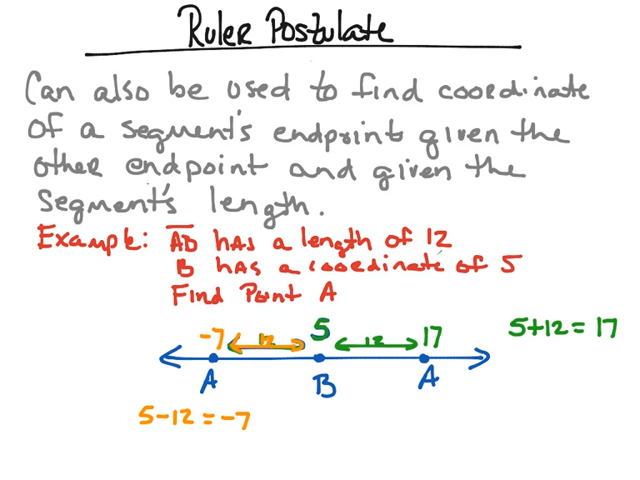 Ruler Postulate
Can also be used to find coordinate
of a segment's endpoint given the
other endpoint and given the
segment's length.
Example: AB has a length of 12
B has a coordinate of 5
Find Point A
-7 12 5 12 17 5+12=17
A B A
5-12=-7